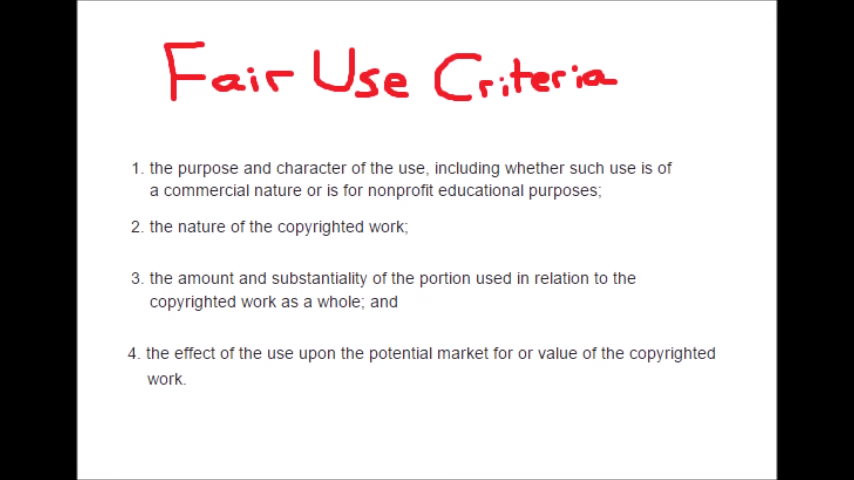 Fair Use Criteria
1. the purpose and character of the use, including whether such use is of
a commercial nature or is for nonprofit educational purposes;
2. the nature of the copyrighted work;
3. the amount and substantiality of the portion used in relation to the
copyrighted work as a whole; and
4. the effect of the use upon the potential market for or value of the copyrighted
work.